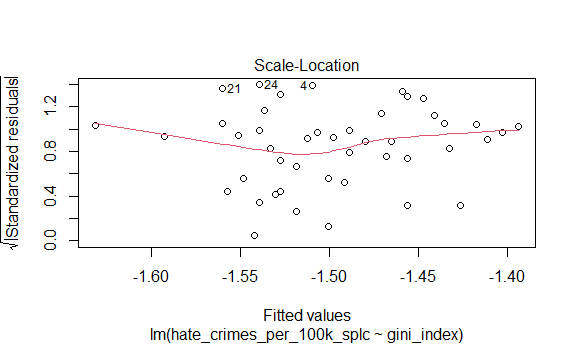 Scale-Location
√|Standardized residuals|
0.0 0.4 0.8 1.2
21 24 4
-1.60 -1.55 -1.50 -1.45 -1.40
Fitted values
lm(hate_crimes_per_100k_splc ~ gini_index)